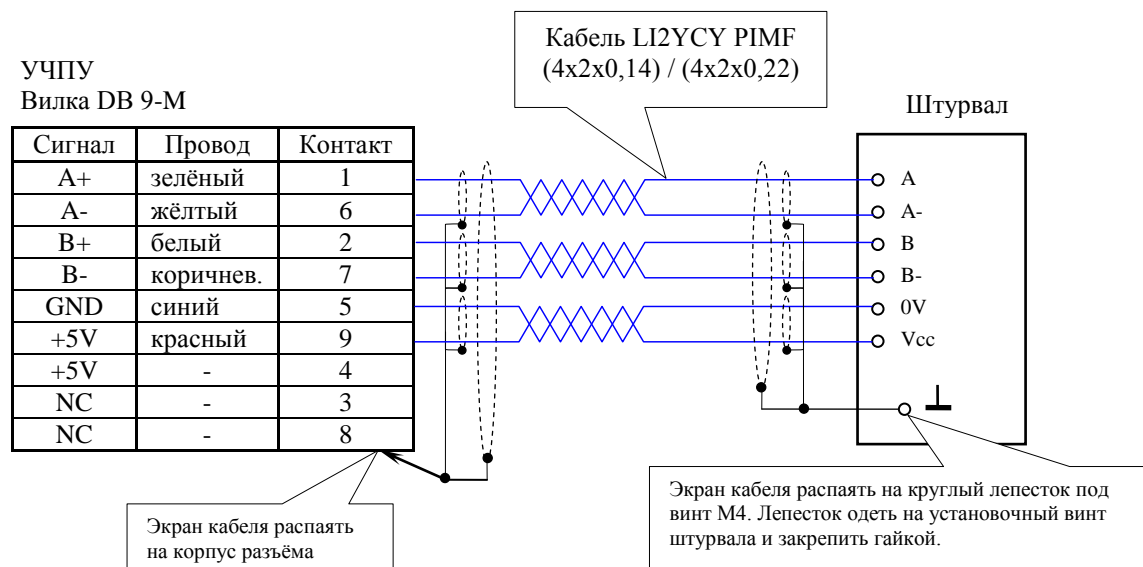 Кабель LI2YCY PIMF
(4x2x0,14) / (4x2x0,22)
УЧПУ
Вилка DB 9-М
Штурвал
Сигнал Провод Контакт
A+ зелёный 1
A- жёлтый 6
B+ белый 2
B- коричнев. 7
GND синий 5
+5V красный 9
+5V - 4
NC - 3
NC - 8
A
A-
B
B-
0V
Vcc
Экран кабеля распаять
на корпус разъёма
Экран кабеля распаять на круглый лепесток под
винт М4. Лепесток одеть на установочный винт
штурвала и закрепить гайкой.